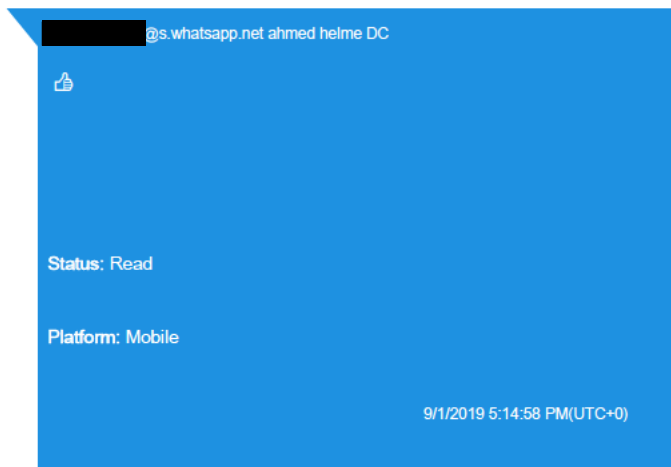 @s.whatsapp.net ahmed helme DC
👍
Status: Read
Platform: Mobile
9/1/2019 5:14:58 PM(UTC+0)